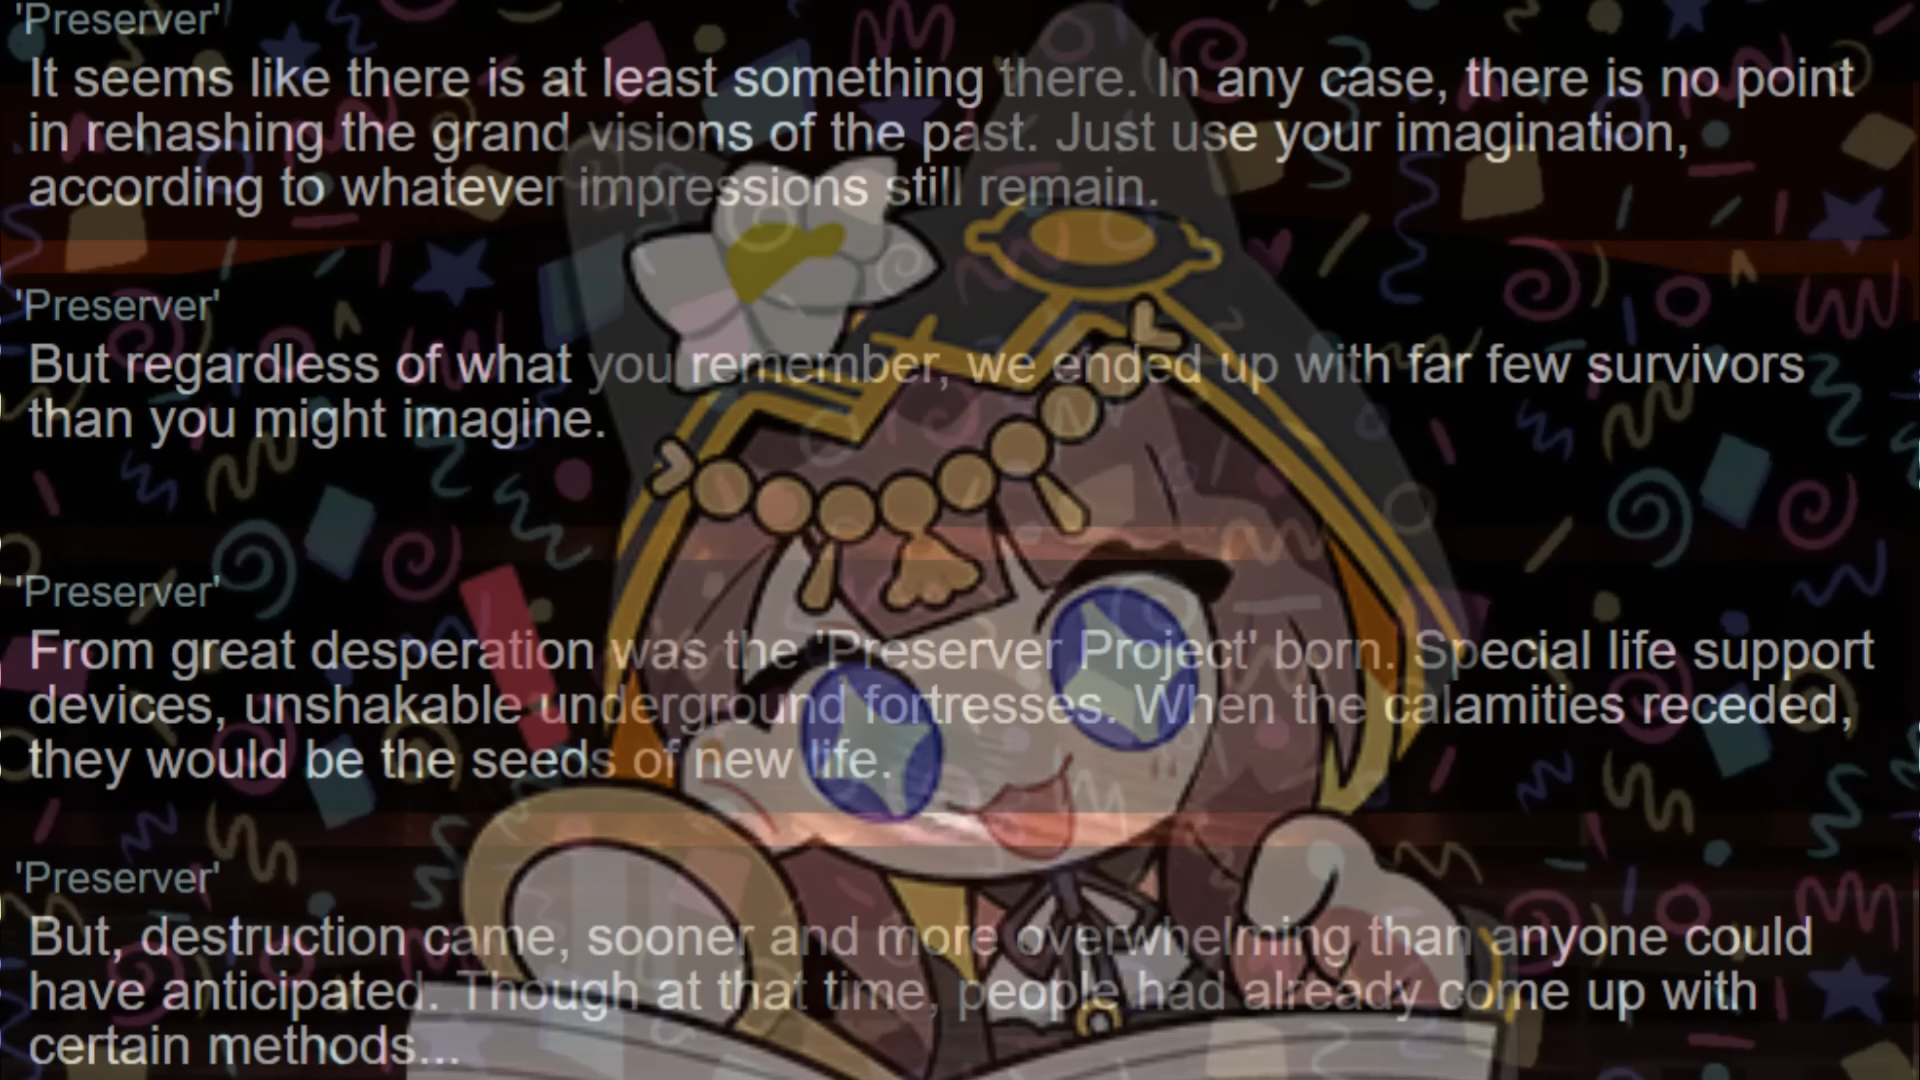 'Preserver'
It seems like there is at least something there. In any case, there is no point
in rehashing the grand visions of the past. Just use your imagination,
according to whatever impressions still remain.
'Preserver'
But regardless of what you remember, we ended up with far few survivors
than you might imagine.
'Preserver'
From great desperation was the 'Preserver Project' born. Special life support
devices, unshakable underground fortresses. When the calamities receded,
they would be the seeds of new life.
'Preserver'
But, destruction came, sooner and more overwhelming than anyone could
have anticipated. Though at that time, people had already come up with
certain methods...